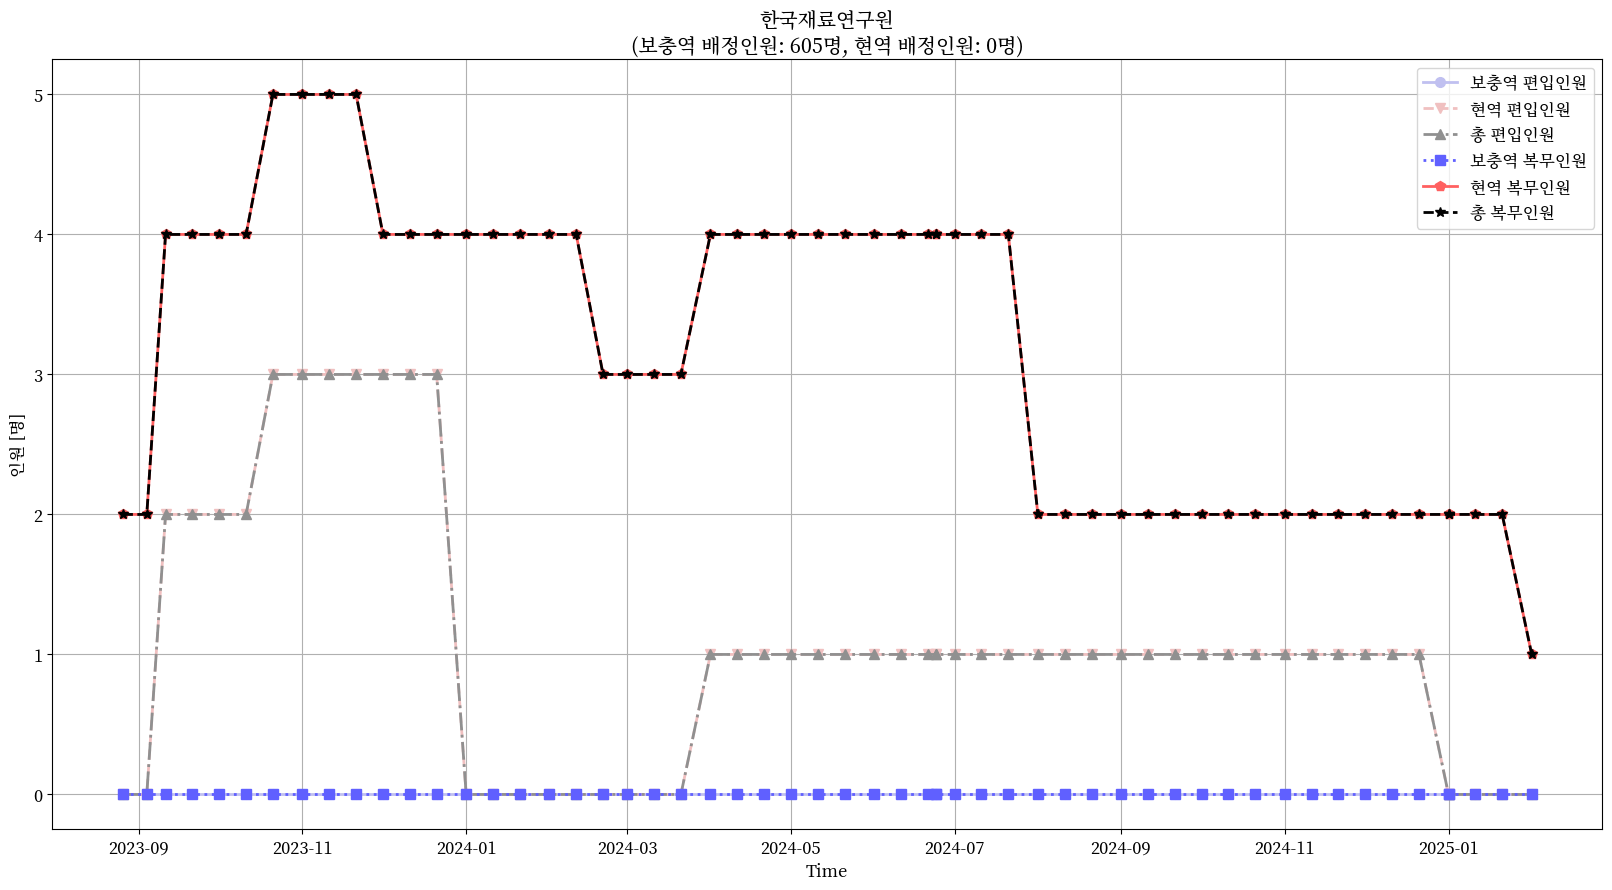 한국재료연구원
(보충역 배정인원: 605명, 현역 배정인원: 0명)
보충역 편입인원
현역 편입인원
총 편입인원
보충역 복무인원
현역 복무인원
총 복무인원
인원 [명]
5
4
3
2
1
0
2023-09
2023-11
2024-01
2024-03
2024-05
2024-07
2024-09
2024-11
2025-01
Time